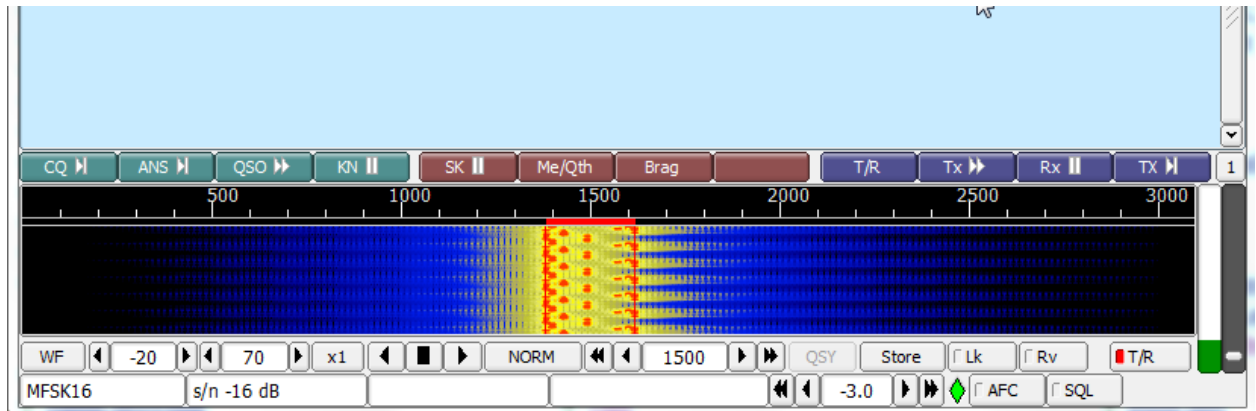 CQ ANS QSO KN SK Me/Qth Brag T/R Tx Rx TX 1
500 1000 1500 2000 2500 3000
WF -20 70 x1 NORM 1500 QSY Store Lk Rv T/R
MFSK16 s/n -16 dB -3.0 AFC SQL